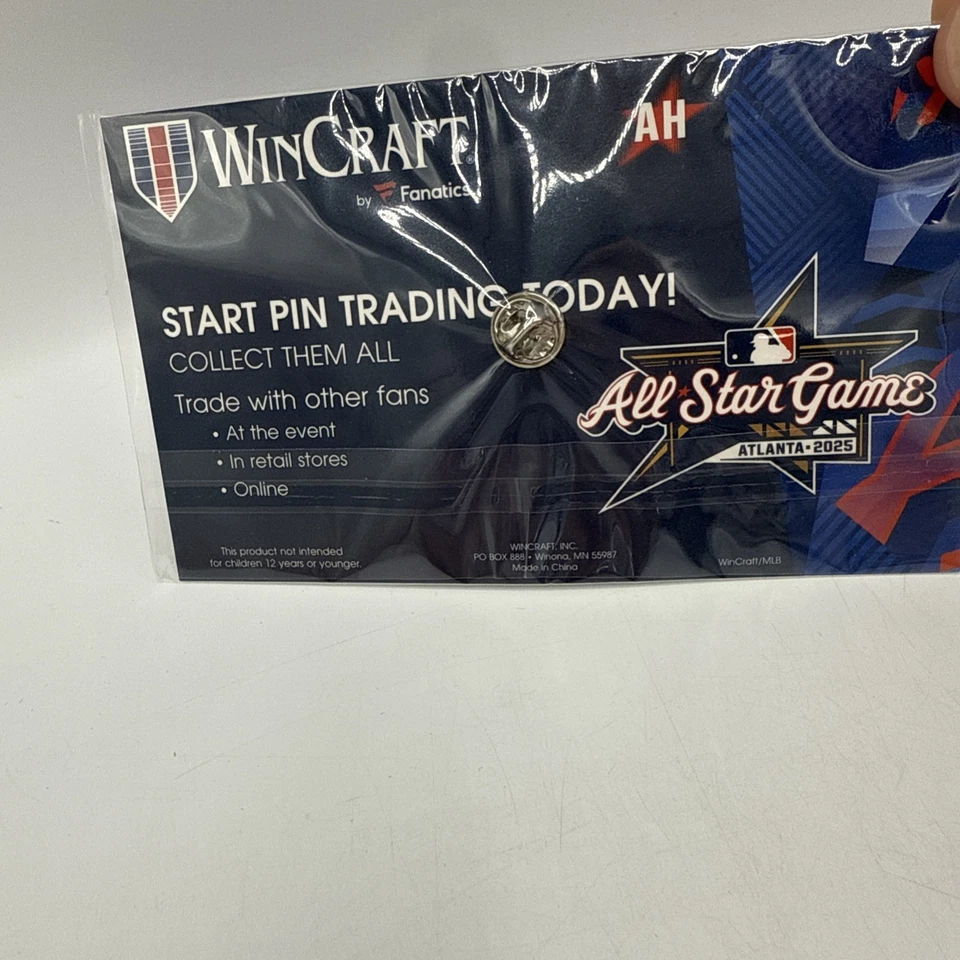 WINCRAFT®
by Fanatics
AH
START PIN TRADING TODAY!
COLLECT THEM ALL
Trade with other fans
• At the event
• In retail stores
• Online
All Star Game
ATLANTA • 2025
This product not intended
for children 12 years or younger.
WINCRAFT, INC.
PO BOX 888 • Winona, MN 55987
Made in China
WinCraft/MLB